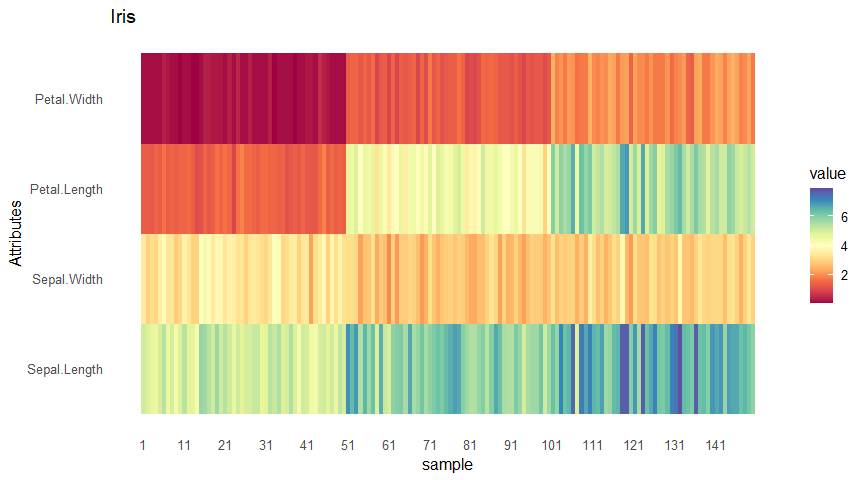 Iris
Petal.Width
Petal.Length
Sepal.Width
Sepal.Length
Attributes
1 11 21 31 41 51 61 71 81 91 101 111 121 131 141
sample
value
6
4
2